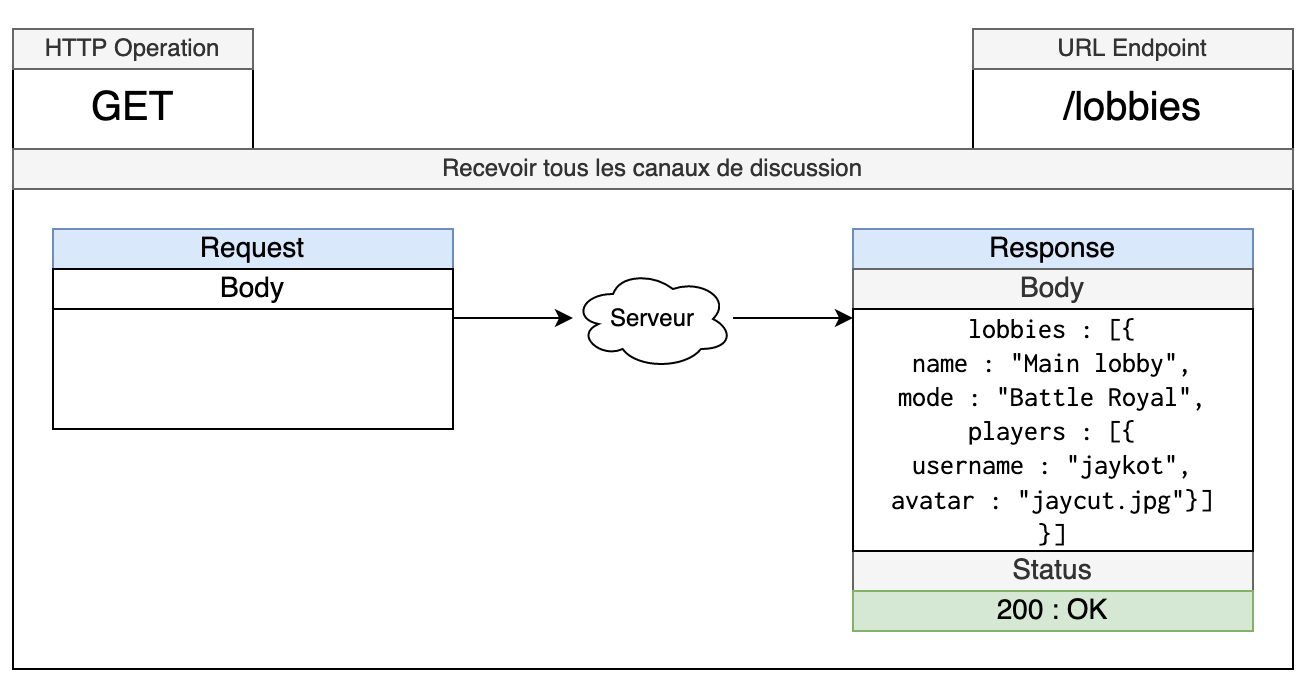 HTTP Operation
URL Endpoint
GET
/lobbies
Recevoir tous les canaux de discussion
Request
Body
Serveur
Response
Body
lobbies : [{
name : "Main lobby",
mode : "Battle Royal",
players : [{
username : "jaykot",
avatar : "jaycut.jpg"}]
}]
Status
200 : OK